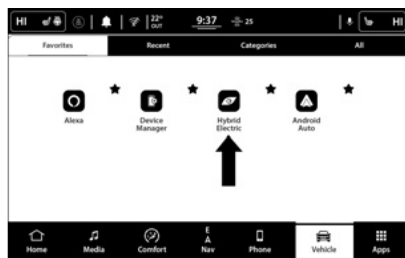 HI 22° OUT 9:37 25 HI
Favorites Recent Categories All
Alexa Device Manager Hybrid Electric Android Auto
E
A
Home Media Comfort Nav Phone Vehicle Apps